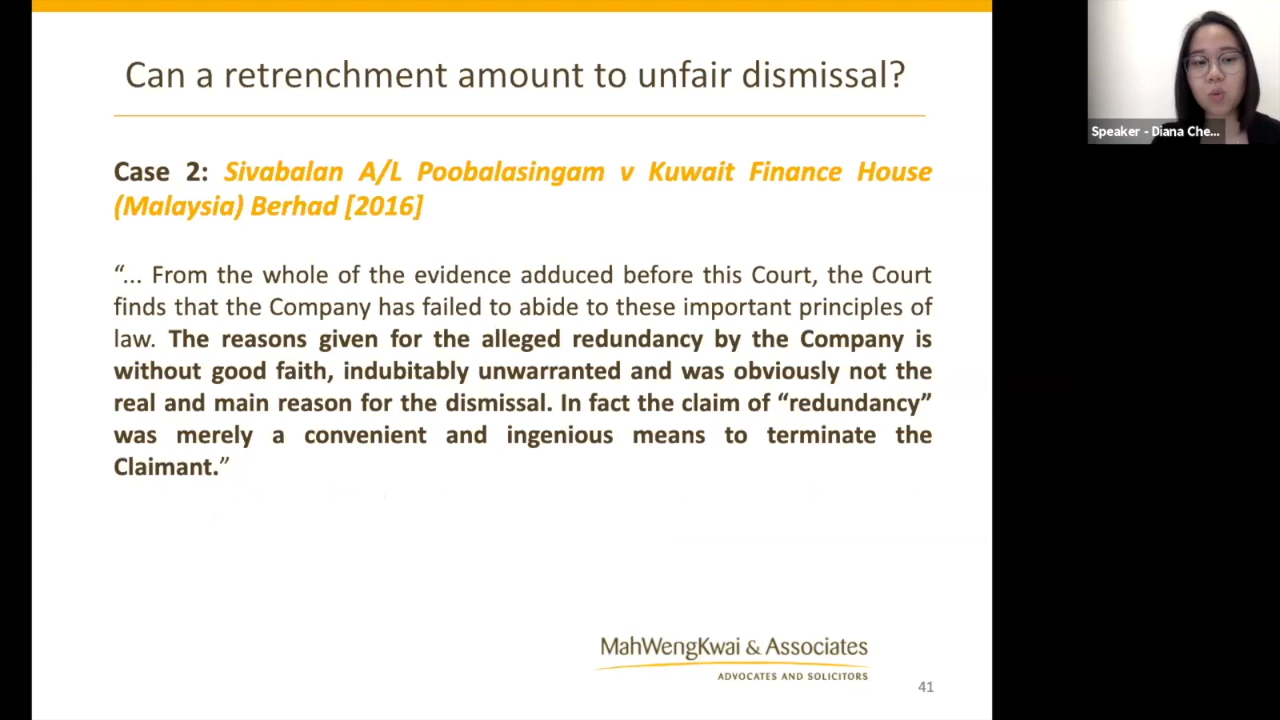 Can a retrenchment amount to unfair dismissal?
Case 2: Sivabalan A/L Poobalasingam v Kuwait Finance House
(Malaysia) Berhad [2016]
“... From the whole of the evidence adduced before this Court, the Court
finds that the Company has failed to abide to these important principles of
law. The reasons given for the alleged redundancy by the Company is
without good faith, indubitably unwarranted and was obviously not the
real and main reason for the dismissal. In fact the claim of “redundancy”
was merely a convenient and ingenious means to terminate the
Claimant.”
MahWengKwai & Associates
ADVOCATES AND SOLICITORS
41
Speaker - Diana Che...